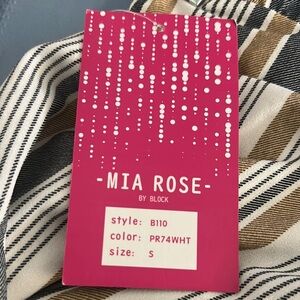 -MIA ROSE-
BY BLOCK
style: B110
color: PR74WHT
size: S